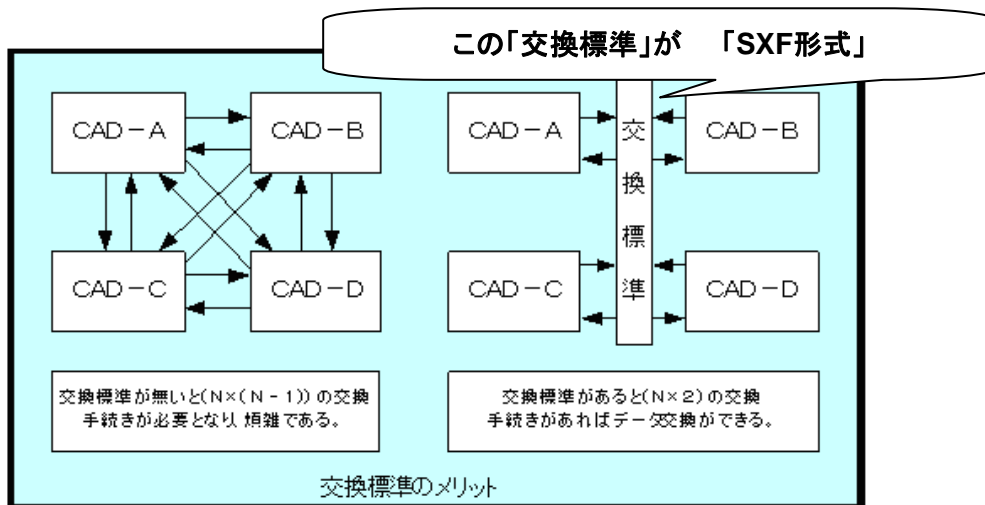 この「交換標準」が 「SXF形式」
CAD-A
CAD-B
CAD-C
CAD-D
交換標準が無いと(N×(N-1))の交換
手続きが必要となり、煩雑である。
CAD-A
交換標準
CAD-B
CAD-C
CAD-D
交換標準があると(N×2)の交換
手続きがあればデータ交換ができる。
交換標準のメリット